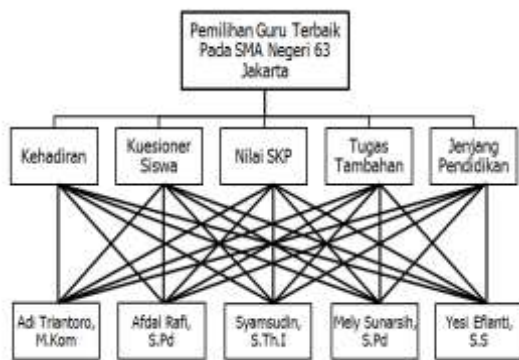 Pemilihan Guru Terbaik
Pada SMA Negeri 63
Jakarta
Kehadiran
Kuesioner
Siswa
Nilai SKP
Tugas
Tambahan
Jenjang
Pendidikan
Adi Triantoro,
M.Kom
Afdal Rafi,
S.Pd
Syamsudin,
S.Th.I
Mely Sunarsih,
S.Pd
Yesi Eflanti,
S.S